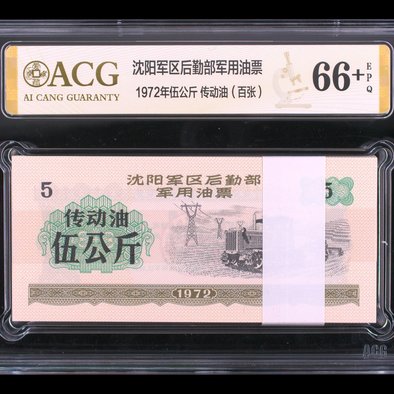 ACG
AI CANG GUARANTY
沈阳军区后勤部军用油票
1972年伍公斤 传动油（百张）
66+
EPQ
5
沈阳军区后勤部
军用油票
5
传动油
伍公斤
1972
ACG